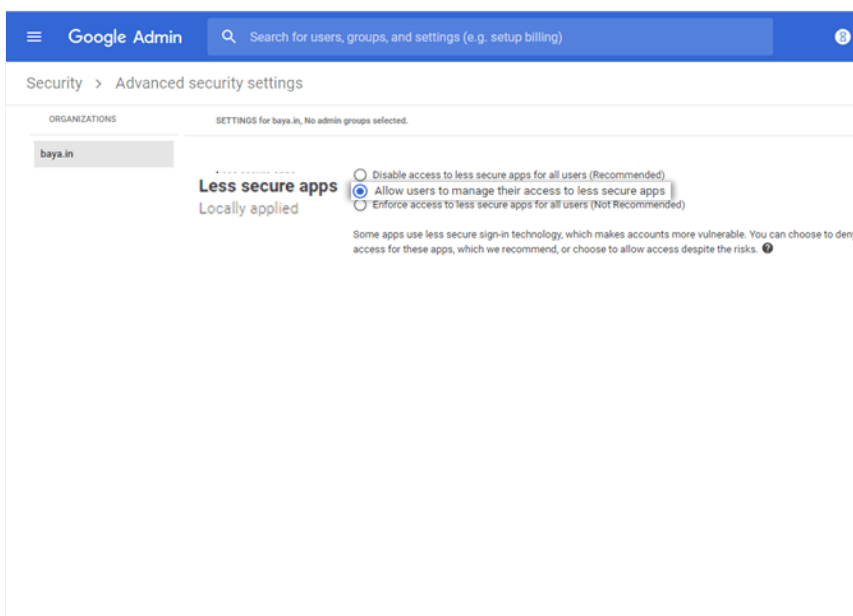 Google Admin
Search for users, groups, and settings (e.g. setup billing)
8
Security > Advanced security settings
ORGANIZATIONS
SETTINGS for baya.in, No admin groups selected.
baya.in
Disable access to less secure apps for all users (Recommended)
Less secure apps
Allow users to manage their access to less secure apps
Locally applied
Enforce access to less secure apps for all users (Not Recommended)
Some apps use less secure sign-in technology, which makes accounts more vulnerable. You can choose to deny
access for these apps, which we recommend, or choose to allow access despite the risks. ?